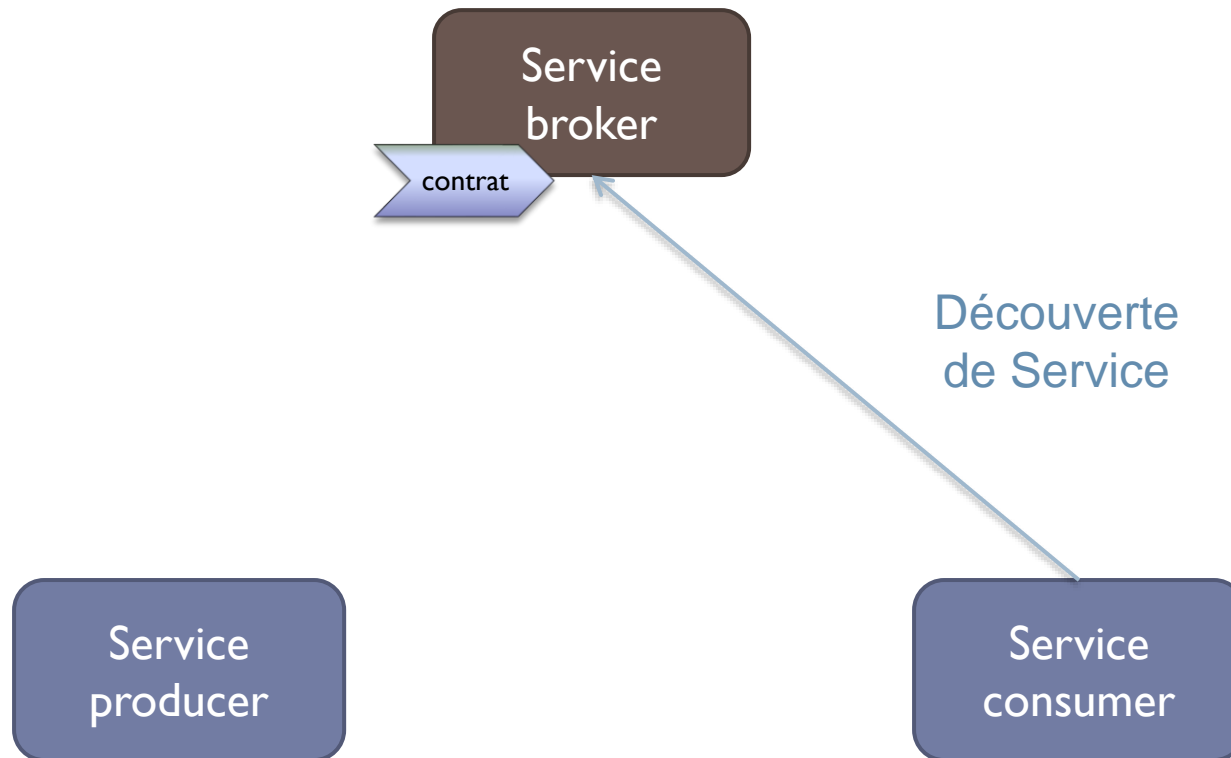 Service
broker
contrat
Découverte
de Service
Service
producer
Service
consumer